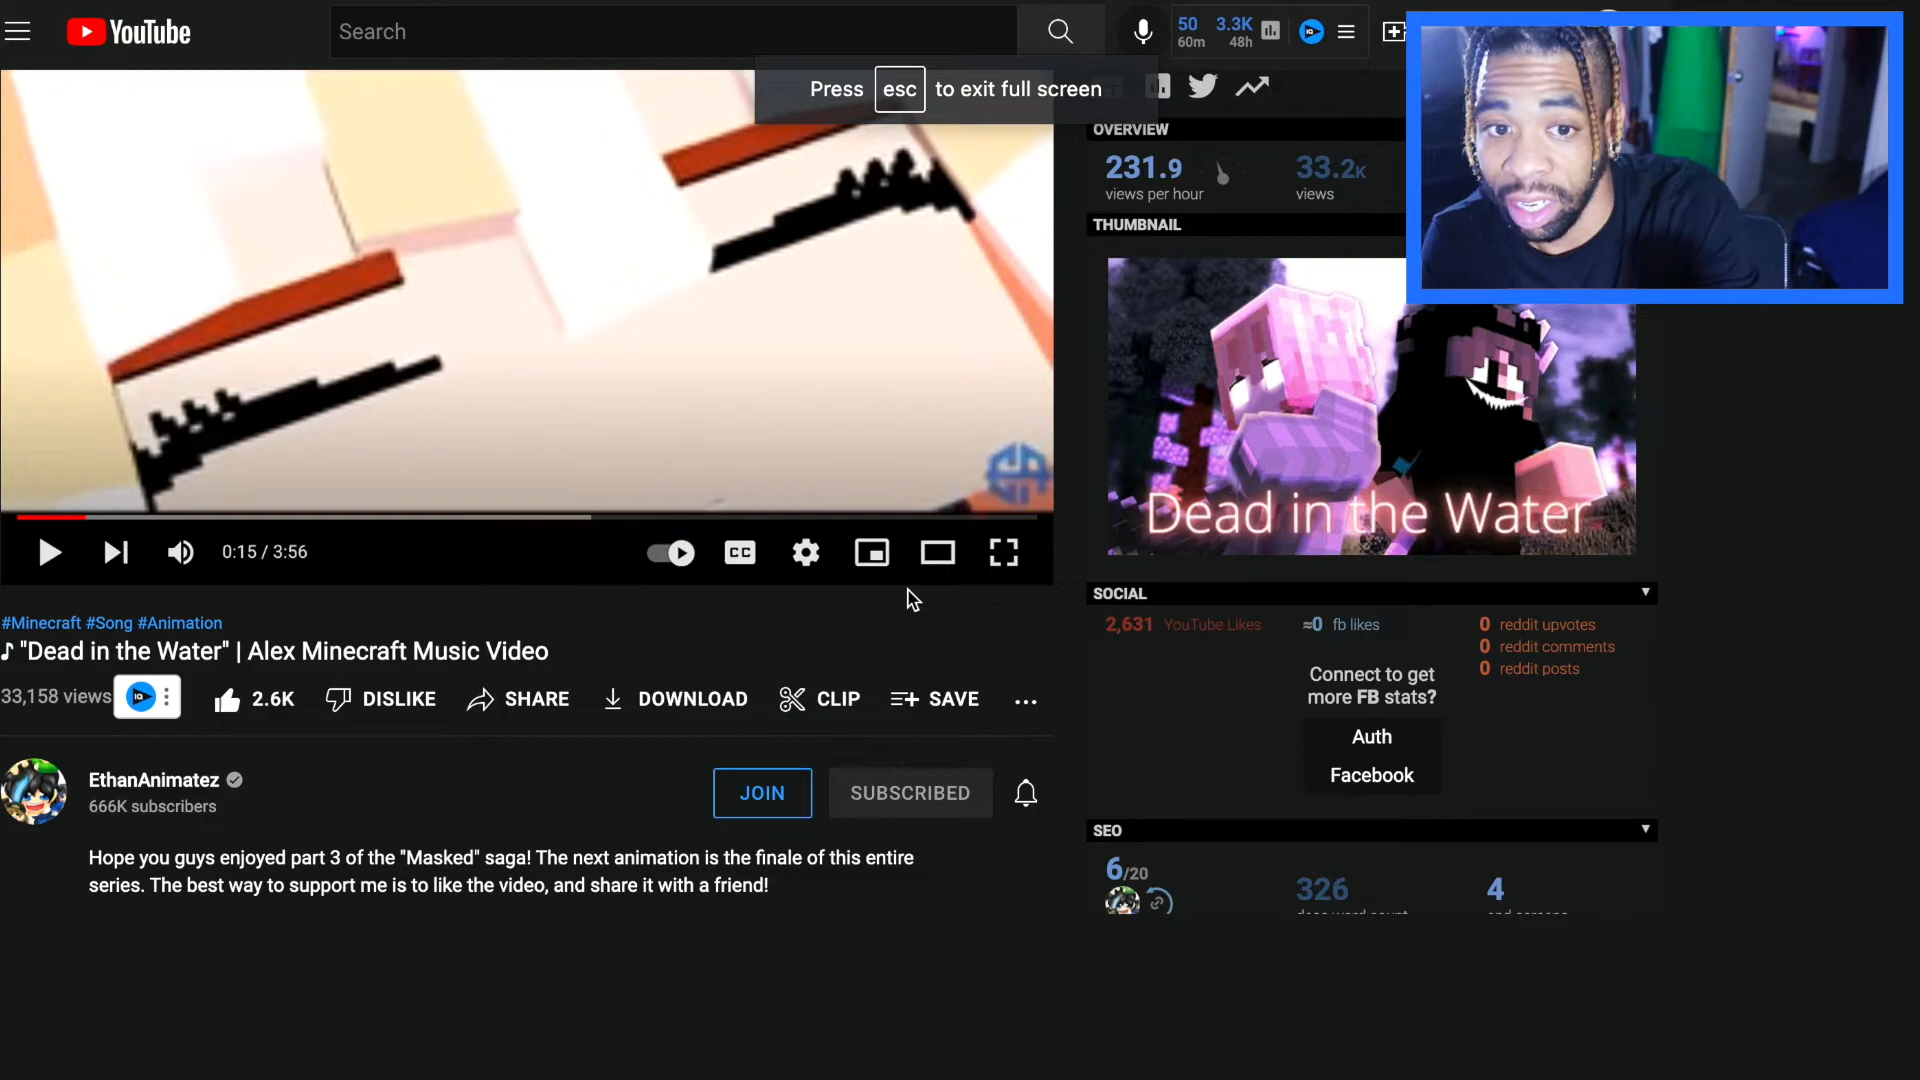 YouTube
Search
50
60m
3.3K
48h
Press esc to exit full screen
OVERVIEW
231.9
views per hour
33.2K
views
THUMBNAIL
Dead in the Water
0:15 / 3:56
CC
#Minecraft #Song #Animation
♪ "Dead in the Water" | Alex Minecraft Music Video
33,158 views
IQ
2.6K
DISLIKE
SHARE
DOWNLOAD
CLIP
SAVE
EthanAnimatez
666K subscribers
JOIN
SUBSCRIBED
Hope you guys enjoyed part 3 of the "Masked" saga! The next animation is the finale of this entire
series. The best way to support me is to like the video, and share it with a friend!
SOCIAL
2,631 YouTube Likes
≈0 fb likes
0 reddit upvotes
0 reddit comments
0 reddit posts
Connect to get
more FB stats?
Auth
Facebook
SEO
6/20
326
4